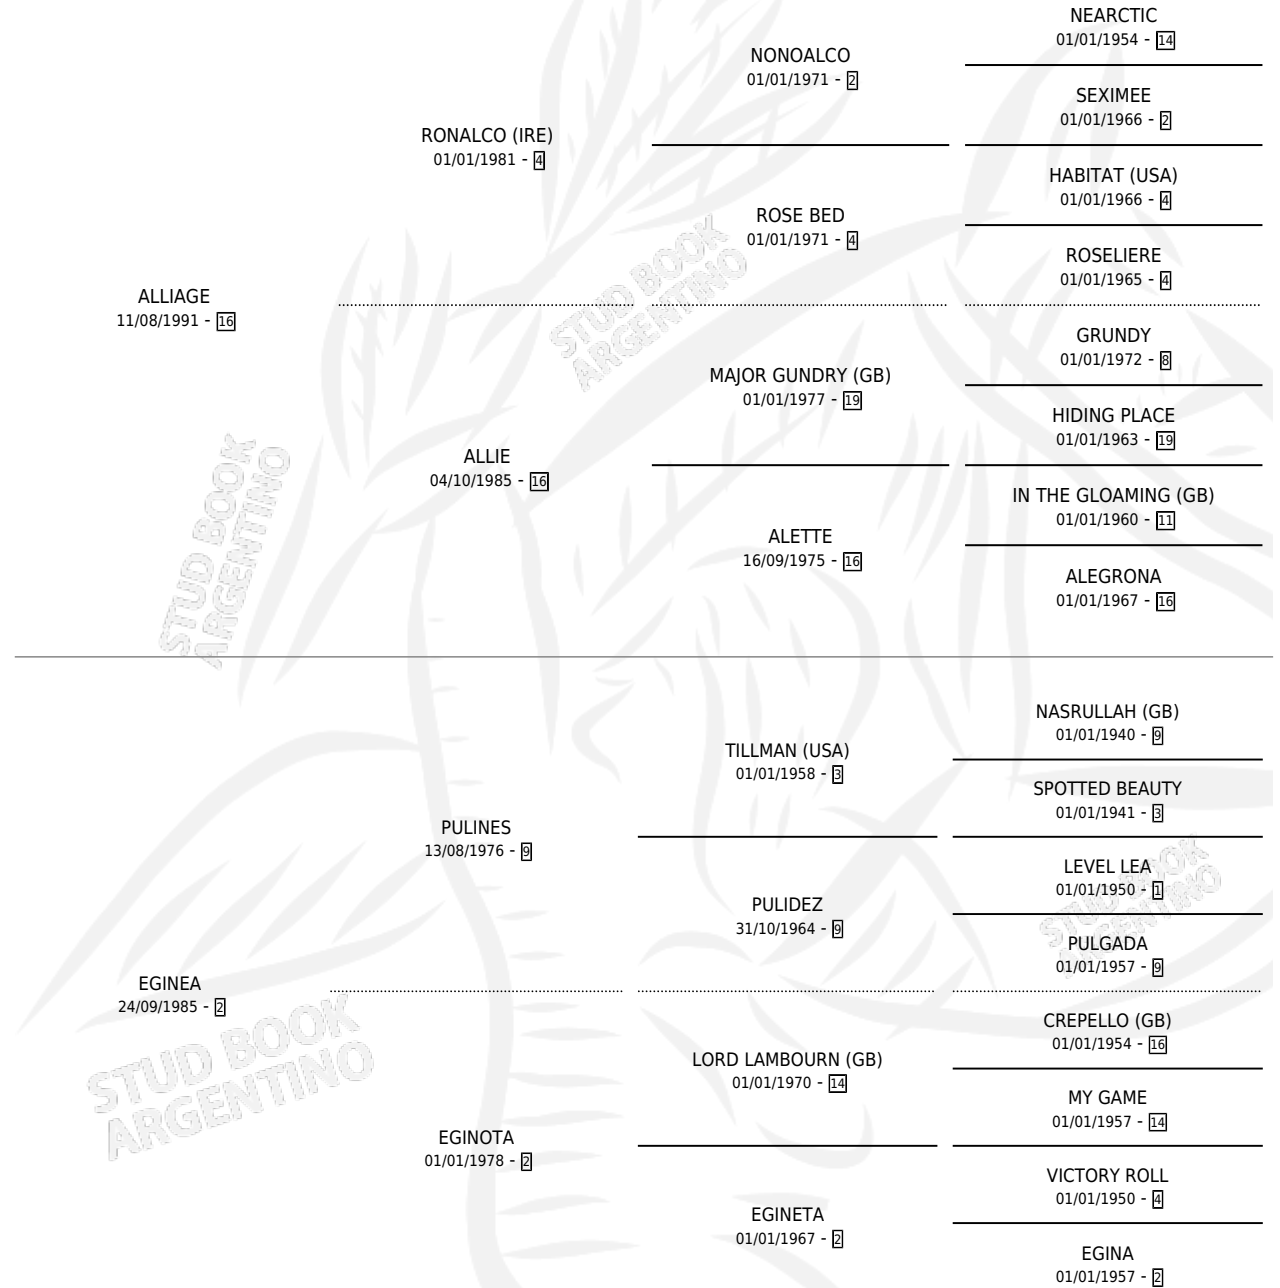 NEARCTIC
01/01/1954 - 14
NONOALCO
01/01/1971 - 2
SEXIMEE
01/01/1966 - 2
RONALCO (IRE)
01/01/1981 - 4
HABITAT (USA)
01/01/1966 - 4
ROSE BED
01/01/1971 - 4
ROSELIERE
01/01/1965 - 4
ALLIAGE
11/08/1991 - 16
GRUNDY
01/01/1972 - 8
MAJOR GUNDRY (GB)
01/01/1977 - 19
HIDING PLACE
01/01/1963 - 19
ALLIE
04/10/1985 - 16
IN THE GLOAMING (GB)
01/01/1960 - 11
ALETTE
16/09/1975 - 16
ALEGRONA
01/01/1967 - 16
NASRULLAH (GB)
01/01/1940 - 9
TILLMAN (USA)
01/01/1958 - 3
SPOTTED BEAUTY
01/01/1941 - 3
PULINES
13/08/1976 - 9
LEVEL LEA
01/01/1950 - 1
PULIDEZ
31/10/1964 - 9
PULGADA
01/01/1957 - 9
EGINEA
24/09/1985 - 2
CREPELLO (GB)
01/01/1954 - 16
LORD LAMBOURN (GB)
01/01/1970 - 14
MY GAME
01/01/1957 - 14
EGINOTA
01/01/1978 - 2
VICTORY ROLL
01/01/1950 - 4
EGINETA
01/01/1967 - 2
EGINA
01/01/1957 - 2
STUD BOOK
ARGENTINO
STUD BOOK
ARGENTINO
STUD BOOK
ARGENTINO
STUD BOOK
ARGENTINO